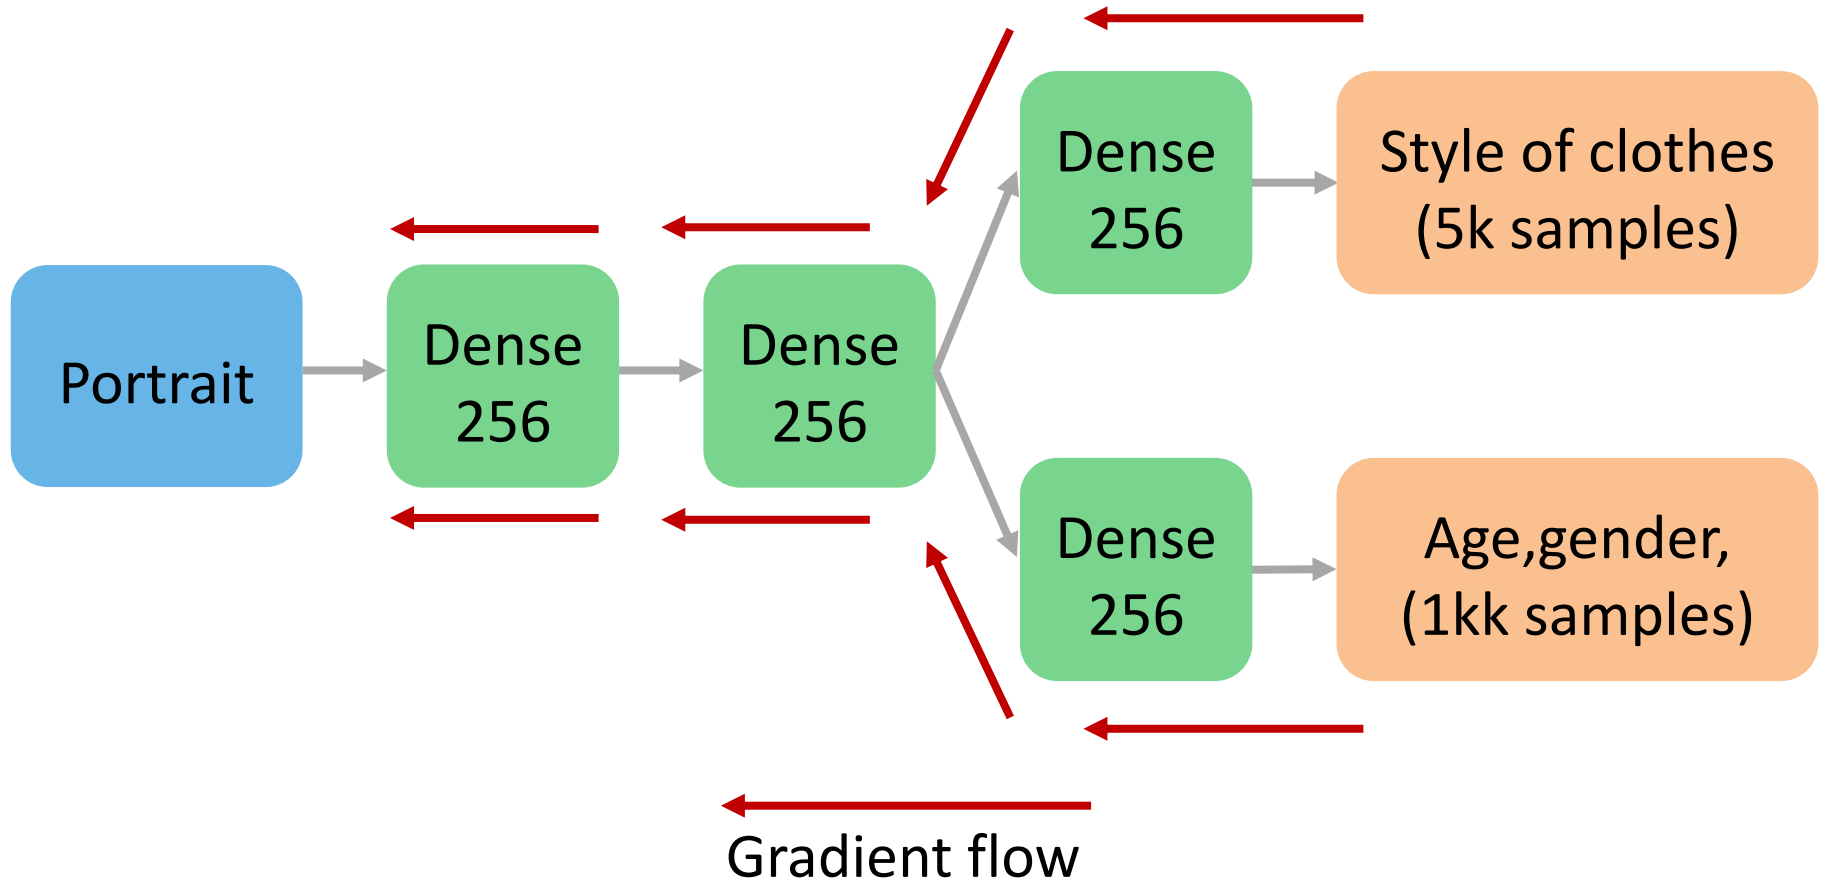 Portrait
Dense
256
Dense
256
Dense
256
Style of clothes
(5k samples)
Dense
256
Age,gender,
(1kk samples)
Gradient flow